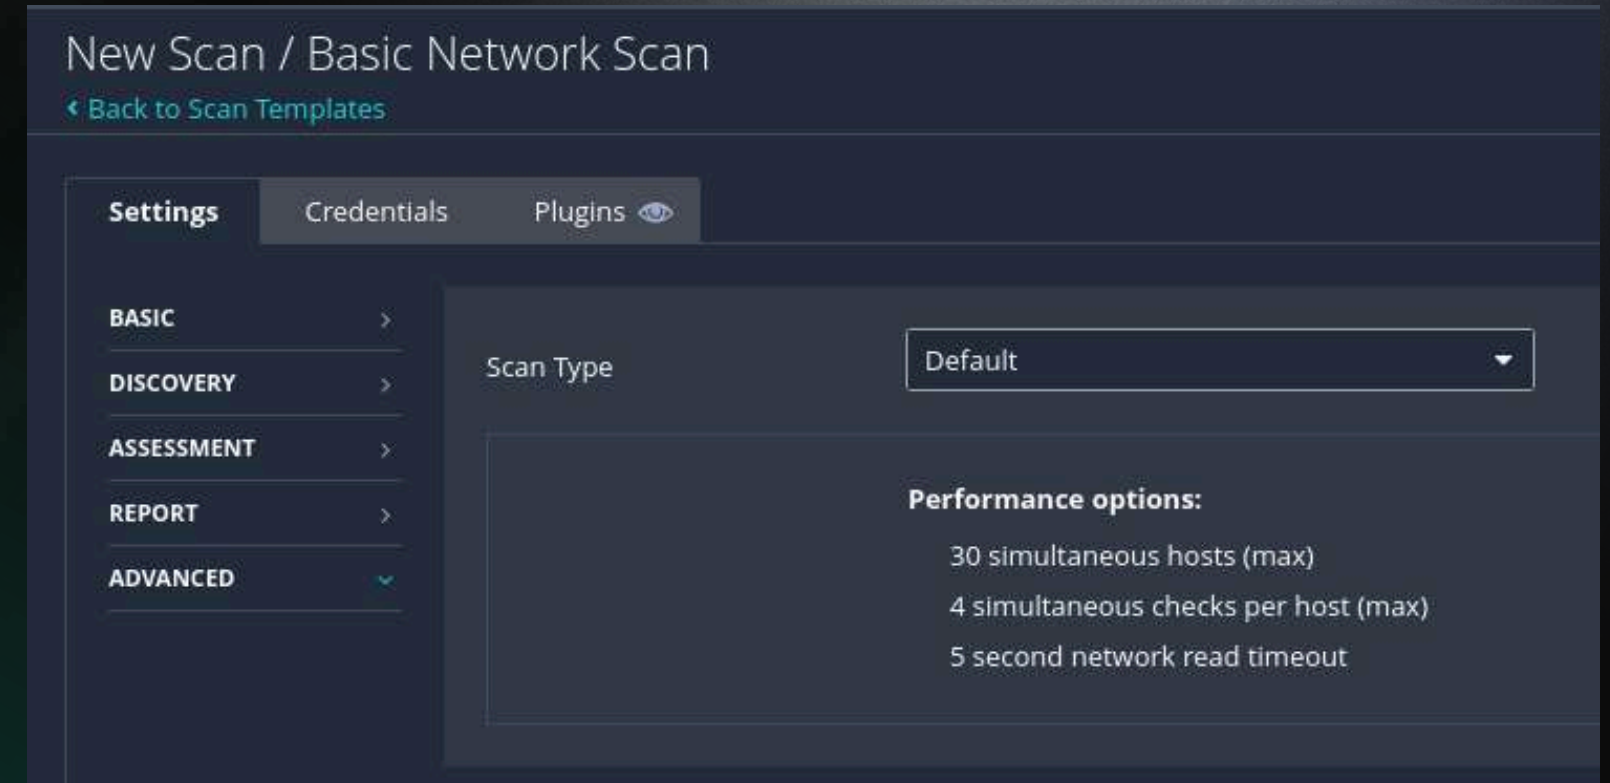 New Scan / Basic Network Scan
Back to Scan Templates
Settings Credentials Plugins
BASIC
DISCOVERY
ASSESSMENT
REPORT
ADVANCED
Scan Type Default
Performance options:
30 simultaneous hosts (max)
4 simultaneous checks per host (max)
5 second network read timeout